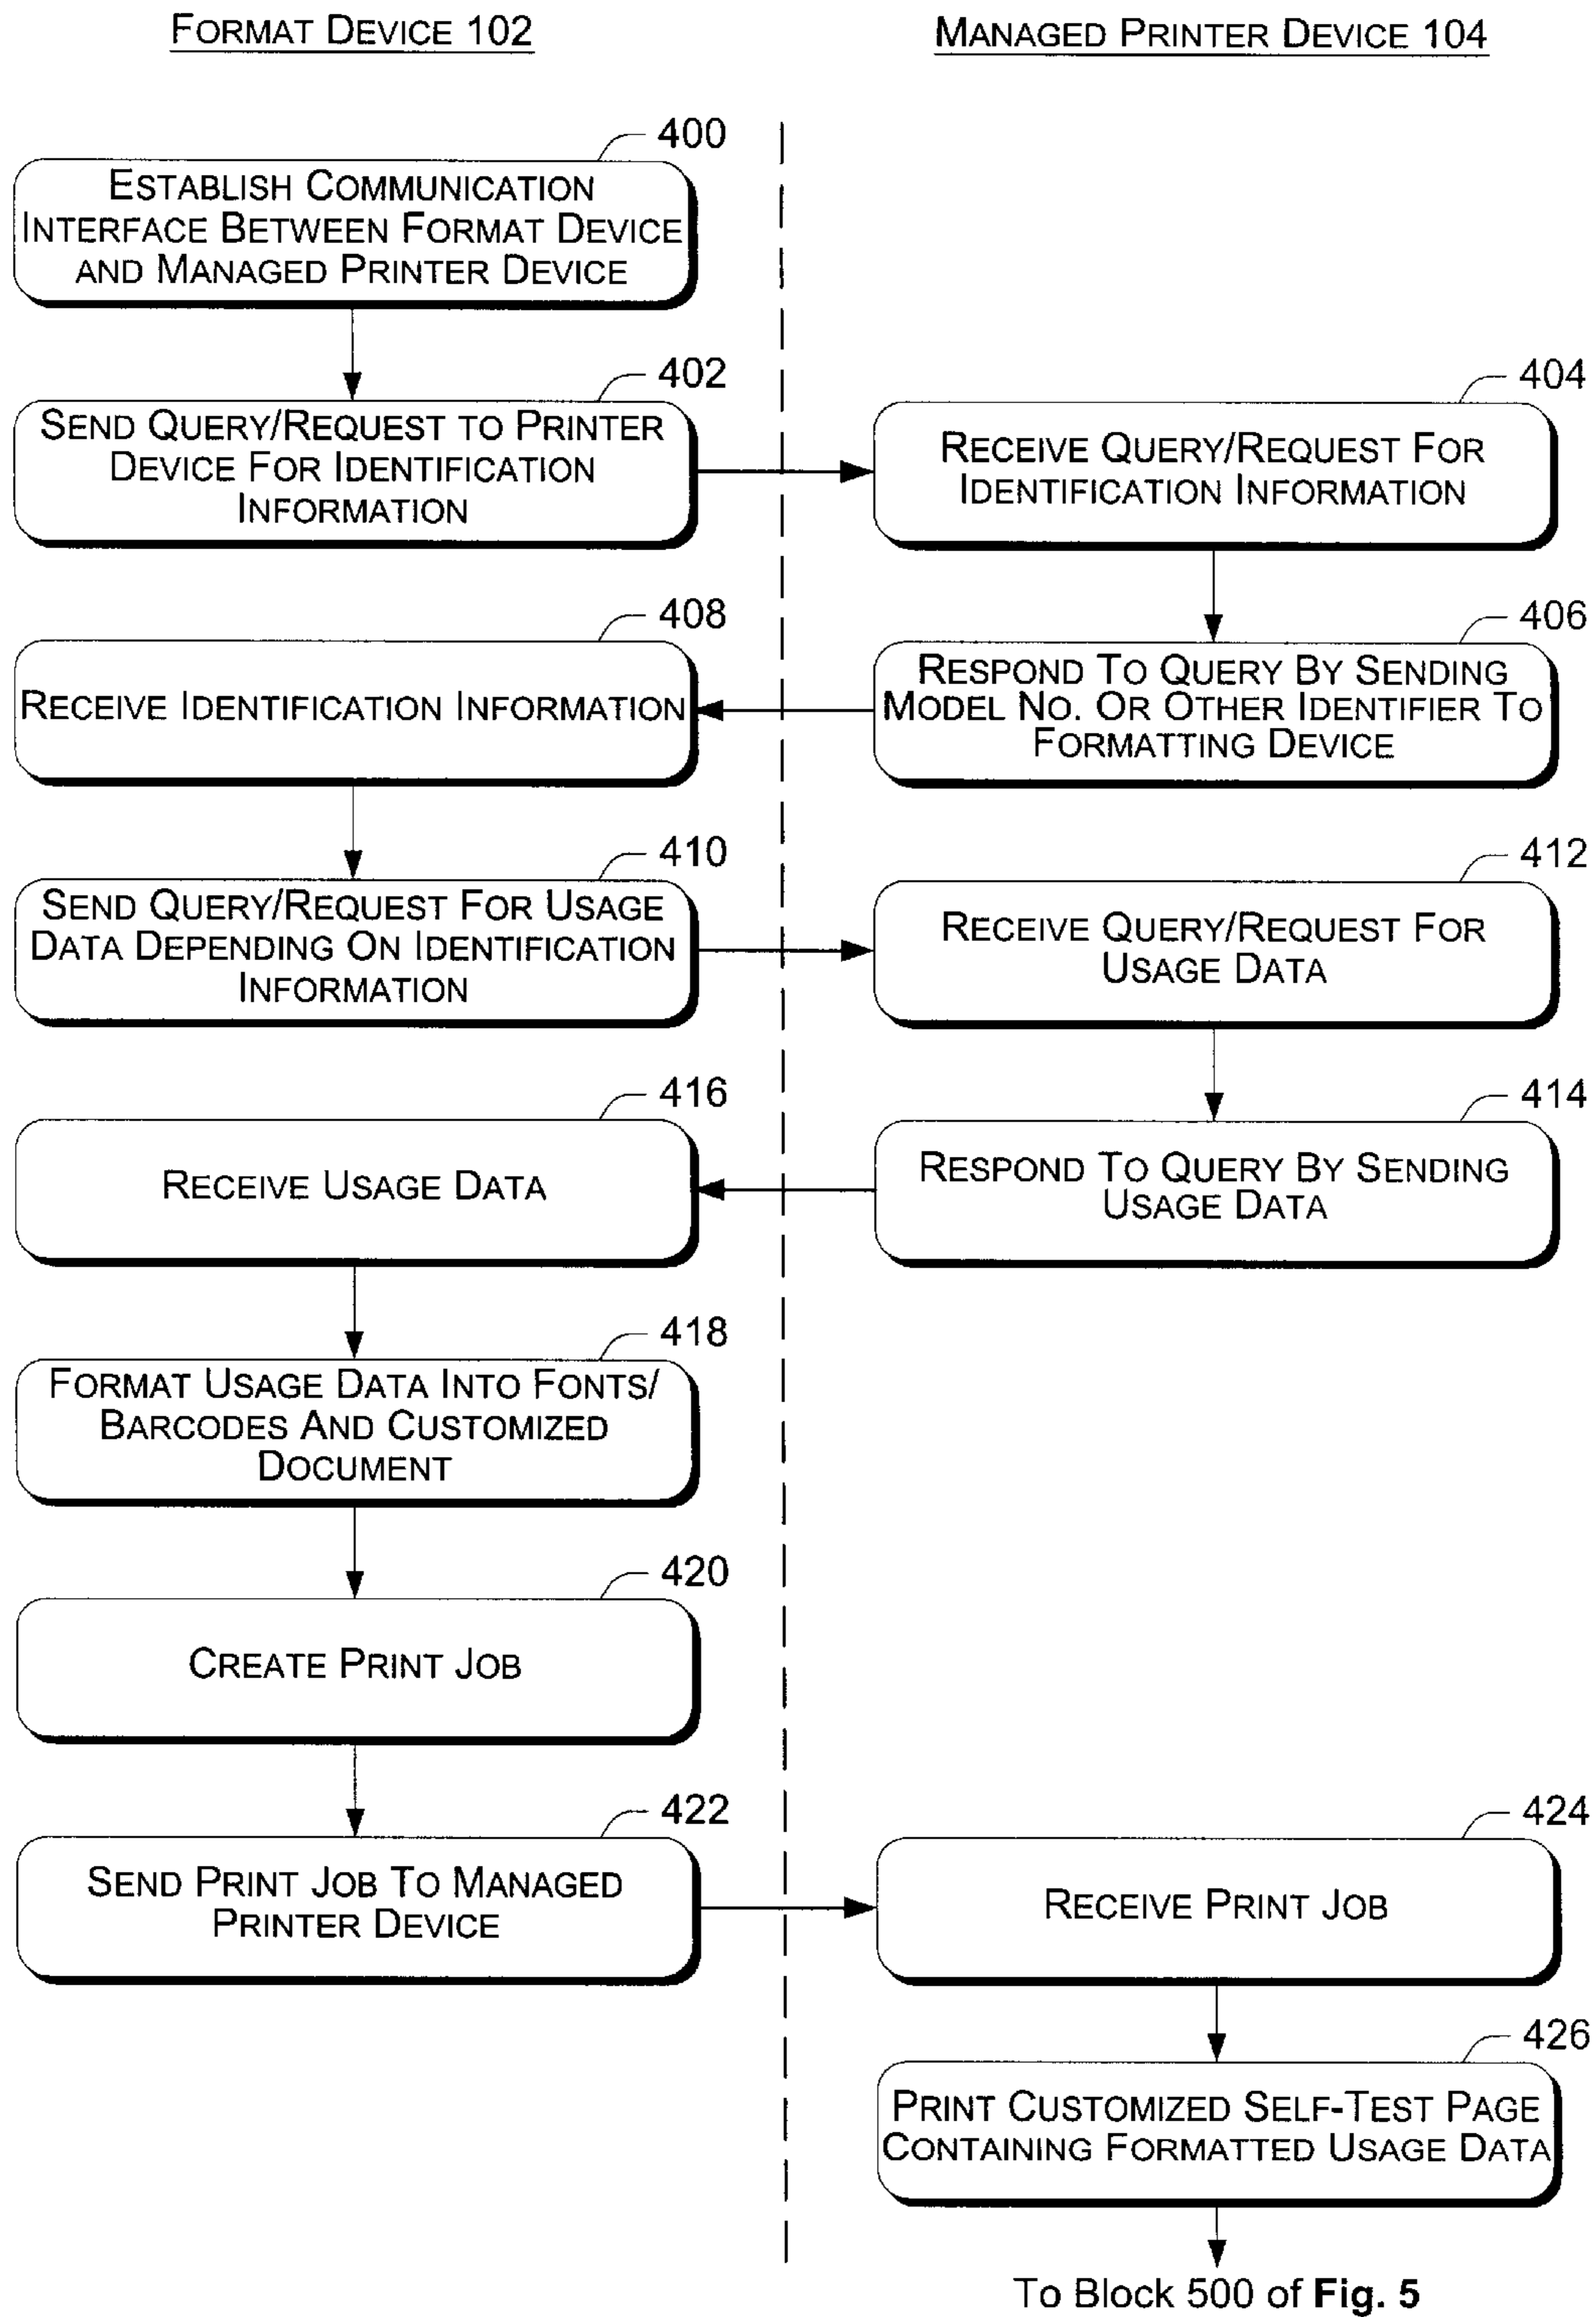 FORMAT DEVICE 102
MANAGED PRINTER DEVICE 104
400
ESTABLISH COMMUNICATION
INTERFACE BETWEEN FORMAT DEVICE
AND MANAGED PRINTER DEVICE
402
SEND QUERY/REQUEST TO PRINTER
DEVICE FOR IDENTIFICATION
INFORMATION
404
RECEIVE QUERY/REQUEST FOR
IDENTIFICATION INFORMATION
406
RESPOND TO QUERY BY SENDING
MODEL NO. OR OTHER IDENTIFIER TO
FORMATTING DEVICE
408
RECEIVE IDENTIFICATION INFORMATION
410
SEND QUERY/REQUEST FOR USAGE
DATA DEPENDING ON IDENTIFICATION
INFORMATION
412
RECEIVE QUERY/REQUEST FOR
USAGE DATA
414
RESPOND TO QUERY BY SENDING
USAGE DATA
416
RECEIVE USAGE DATA
418
FORMAT USAGE DATA INTO FONTS/
BARCODES AND CUSTOMIZED
DOCUMENT
420
CREATE PRINT JOB
422
SEND PRINT JOB TO MANAGED
PRINTER DEVICE
424
RECEIVE PRINT JOB
426
PRINT CUSTOMIZED SELF-TEST PAGE
CONTAINING FORMATTED USAGE DATA
To Block 500 of Fig. 5